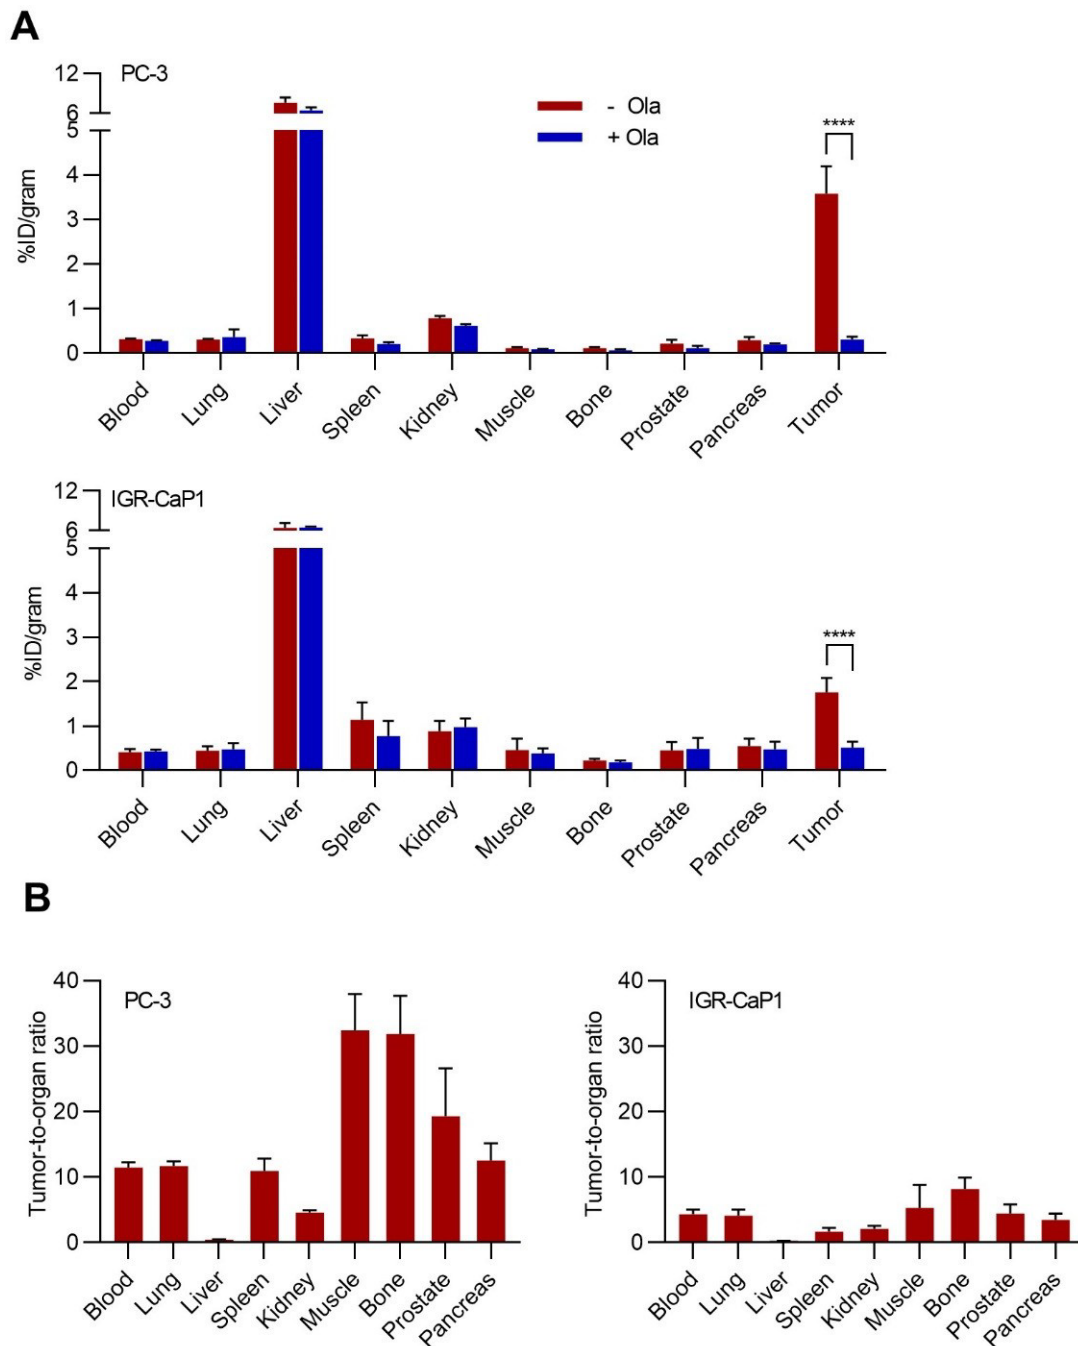 A
PC-3
12
6
5
4
3
2
1
0
%ID/gram
- Ola
+ Ola
****
Blood
Lung
Liver
Spleen
Kidney
Muscle
Bone
Prostate
Pancreas
Tumor
IGR-CaP1
12
6
5
4
3
2
1
0
%ID/gram
****
Blood
Lung
Liver
Spleen
Kidney
Muscle
Bone
Prostate
Pancreas
Tumor
B
PC-3
40
30
20
10
0
Tumor-to-organ ratio
Blood
Lung
Liver
Spleen
Kidney
Muscle
Bone
Prostate
Pancreas
IGR-CaP1
40
30
20
10
0
Tumor-to-organ ratio
Blood
Lung
Liver
Spleen
Kidney
Muscle
Bone
Prostate
Pancreas